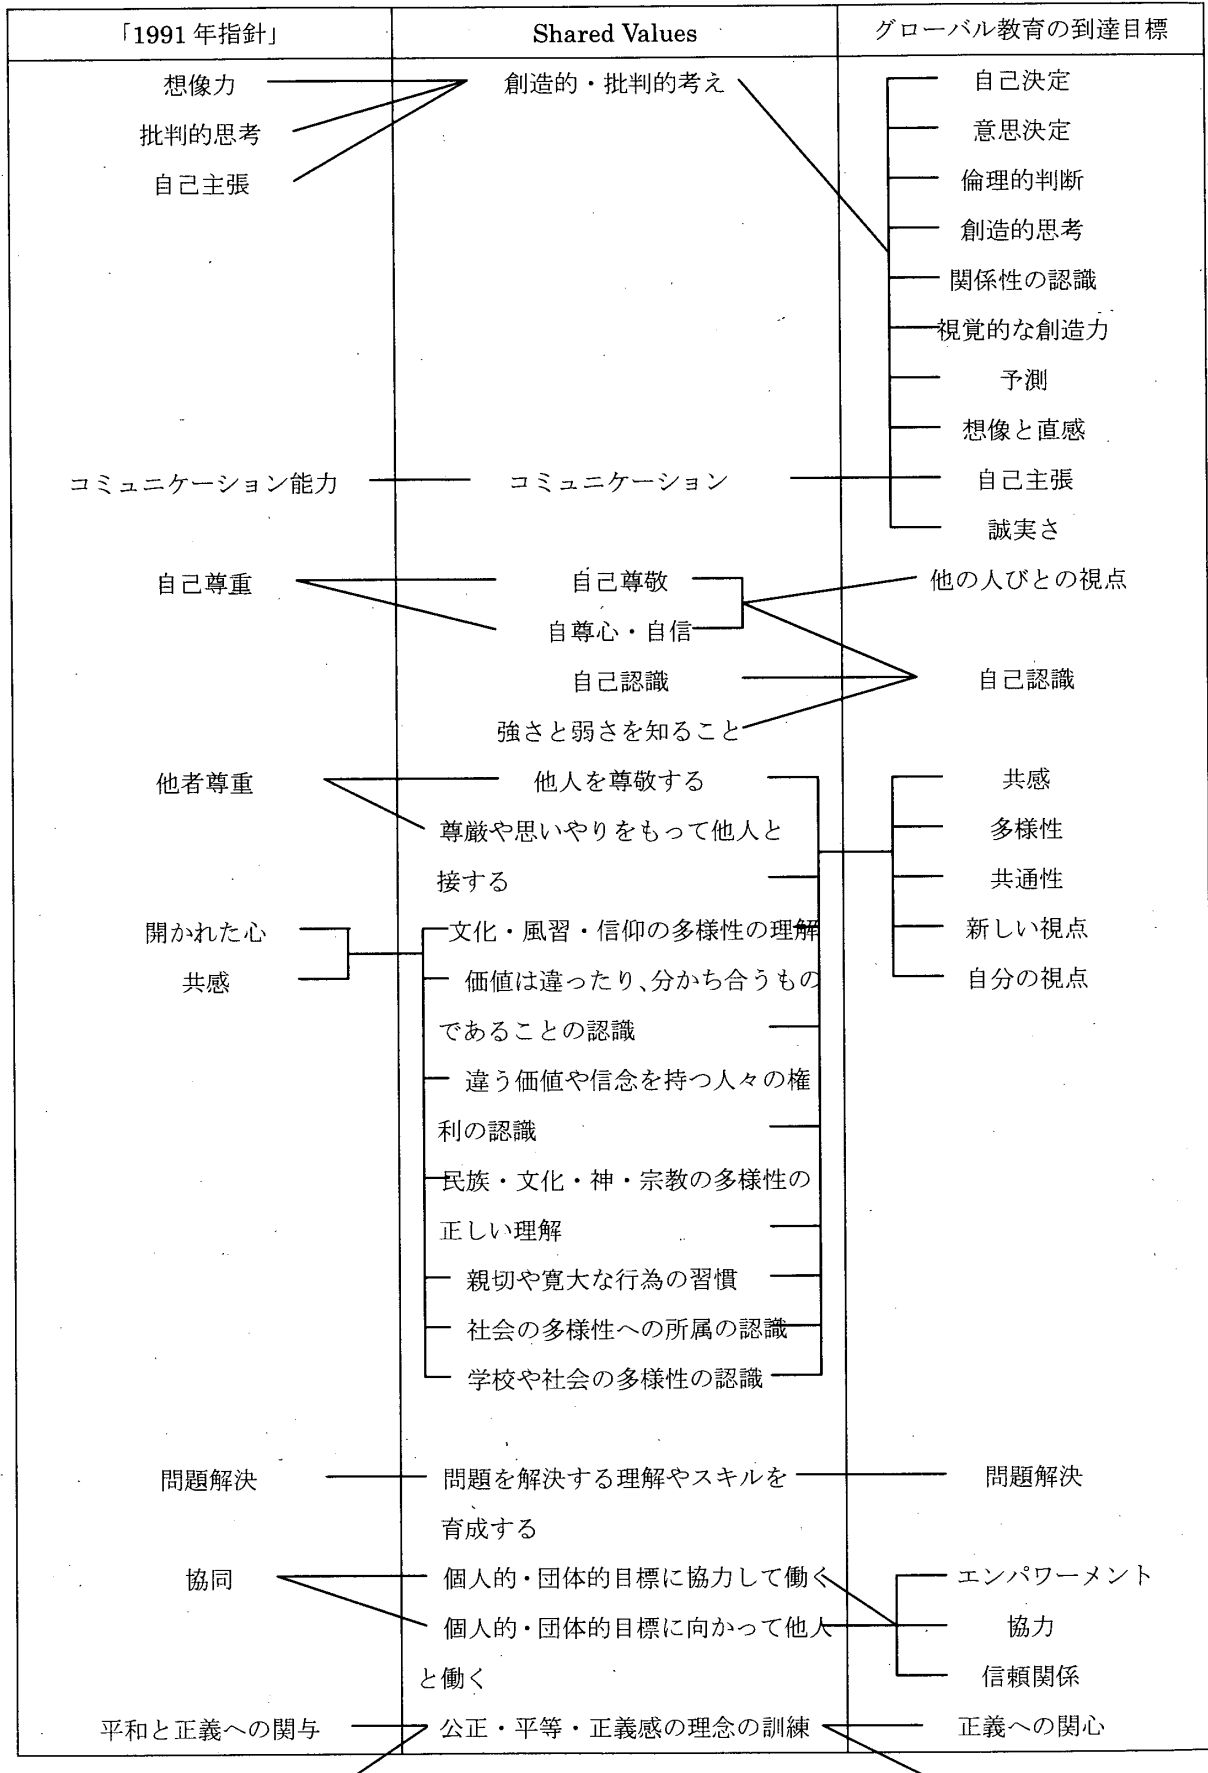 「1991年指針」 Shared Values グローバル教育の到達目標
想像力 創造的・批判的考え 自己決定
批判的思考 意思決定
自己主張 倫理的判断
創造的思考
関係性の認識
視覚的な創造力
予測
想像と直感
コミュニケーション能力 コミュニケーション 自己主張
誠実さ
自己尊重 自己尊敬 他の人びとの視点
自尊心・自信
自己認識 自己認識
強さと弱さを知ること
他者尊重 他人を尊敬する 共感
尊厳や思いやりをもって他人と 多様性
接する 共通性
開かれた心 文化・風習・信仰の多様性の理解 新しい視点
共感 価値は違ったり、分かち合うもの 自分の視点
であることの認識
違う価値や信念を持つ人々の権
利の認識
民族・文化・神・宗教の多様性の
正しい理解
親切や寛大な行為の習慣
社会の多様性への所属の認識
学校や社会の多様性の認識
問題解決 問題を解決する理解やスキルを 問題解決
育成する
協同 個人的・団体的目標に協力して働く エンパワーメント
個人的・団体的目標に向かって他人 協力
と働く 信頼関係
平和と正義への関与 公正・平等・正義感の理念の訓練 正義への関心